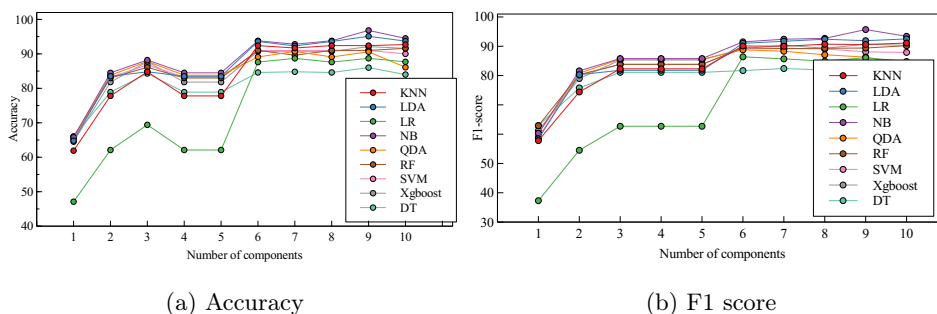 100
90
80
70
60
50
40
Accuracy
KNN
LDA
LR
NB
QDA
RF
SVM
Xgboost
DT
1 2 3 4 5 6 7 8 9 10
Number of components
(a) Accuracy
100
90
80
60
50
40
30
F1-score
KNN
LDA
LR
NB
QDA
RF
SVM
Xgboost
DT
1 2 3 4 5 6 7 8 9 10
Number of components
(b) F1 score